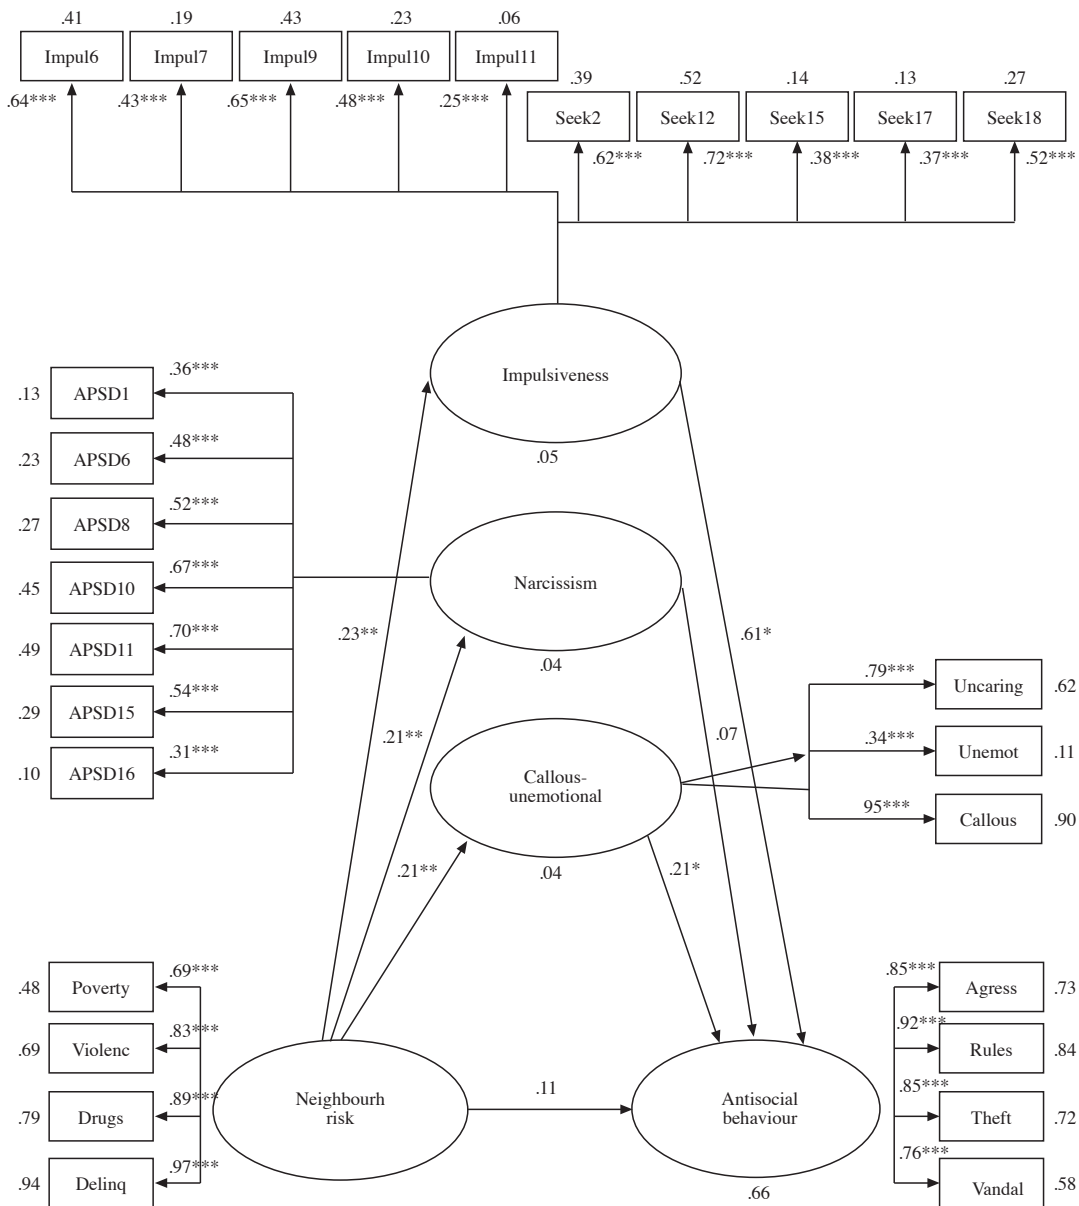 .41 .19 .43 .23 .06
Impul6 Impul7 Impul9 Impul10 Impul11
.64*** .43*** .65*** .48*** .25***
.39 .52 .14 .13 .27
Seek2 Seek12 Seek15 Seek17 Seek18
.62*** .72*** .38*** .37*** .52***
Impulsiveness
.05
.36***
.13 APSD1
.48***
.23 APSD6
.52***
.27 APSD8
.67***
.45 APSD10
.70***
.49 APSD11
.54***
.29 APSD15
.31***
.10 APSD16
Narcissism
.04
.23**
.61*
.21**
.07
Callous-
unemotional
.04
.79***
Uncaring .62
.34***
Unemot .11
95***
Callous .90
.21**
.21*
.69***
.48 Poverty
.83***
.69 Violenc
.89***
.79 Drugs
.97***
.94 Delinq
Neighbourh
risk
.11
Antisocial
behaviour
.66
.85***
Agress .73
.92***
Rules .84
.85***
Theft .72
.76***
Vandal .58